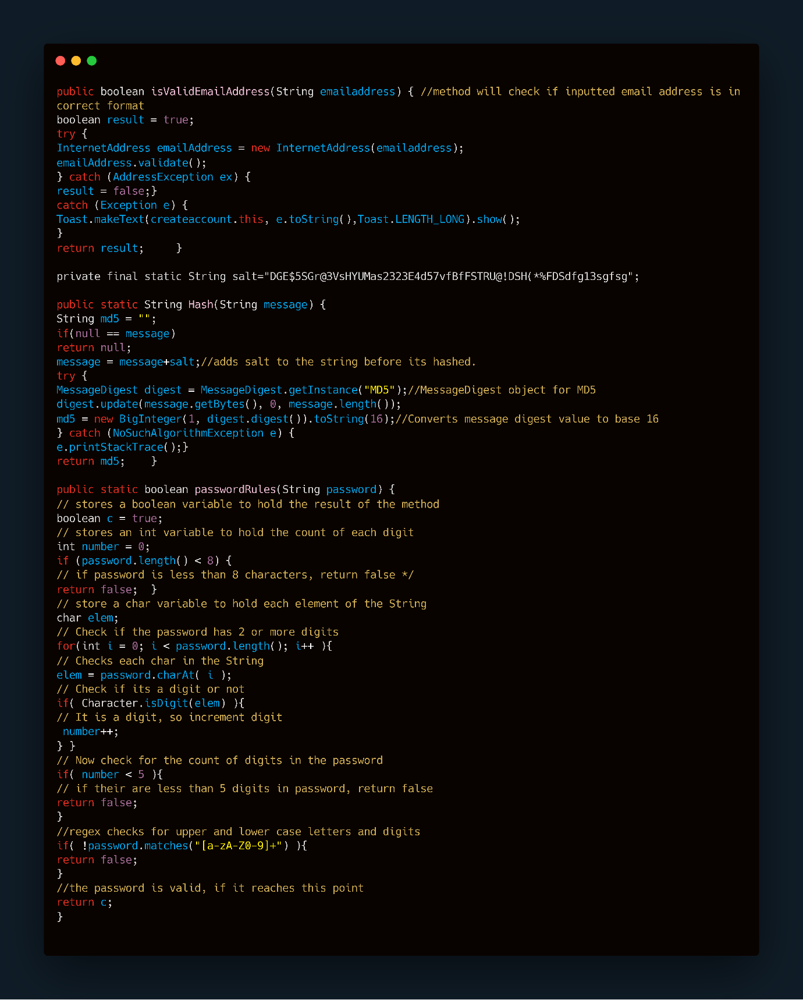 public boolean isValidEmailAddress(String emailaddress) { //method will check if inputted email address is in
correct format
boolean result = true;
try {
InternetAddress emailAddress = new InternetAddress(emailaddress);
emailAddress.validate();
} catch (AddressException ex) {
result = false;}
catch (Exception e) {
Toast.makeText(createaccount.this, e.toString(),Toast.LENGTH_LONG).show();
}
return result;     }

private final static String salt="DGE$5SGr@3VsHYUMas2323E4d57vfBfFSTRU@!DSH(*%FDSdfg13sgfsg";

public static String Hash(String message) {
String md5 = "";
if(null == message)
return null;
message = message+salt;//adds salt to the string before its hashed.
try {
MessageDigest digest = MessageDigest.getInstance("MD5");//MessageDigest object for MD5
digest.update(message.getBytes(), 0, message.length());
md5 = new BigInteger(1, digest.digest()).toString(16);//Converts message digest value to base 16
} catch (NoSuchAlgorithmException e) {
e.printStackTrace();}
return md5;    }

public static boolean passwordRules(String password) {
// stores a boolean variable to hold the result of the method
boolean c = true;
// stores an int variable to hold the count of each digit
int number = 0;
if (password.length() < 8) {
// if password is less than 8 characters, return false */
return false;  }
// store a char variable to hold each element of the String
char elem;
// Check if the password has 2 or more digits
for(int i = 0; i < password.length(); i++ ){
// Checks each char in the String
elem = password.charAt( i );
// Check if its a digit or not
if( Character.isDigit(elem) ){
// It is a digit, so increment digit
 number++;
} }
// Now check for the count of digits in the password
if( number < 5 ){
// if their are less than 5 digits in password, return false
return false;
}
//regex checks for upper and lower case letters and digits
if( !password.matches("[a-zA-Z0-9]+") ){
return false;
}
//the password is valid, if it reaches this point
return c;
}